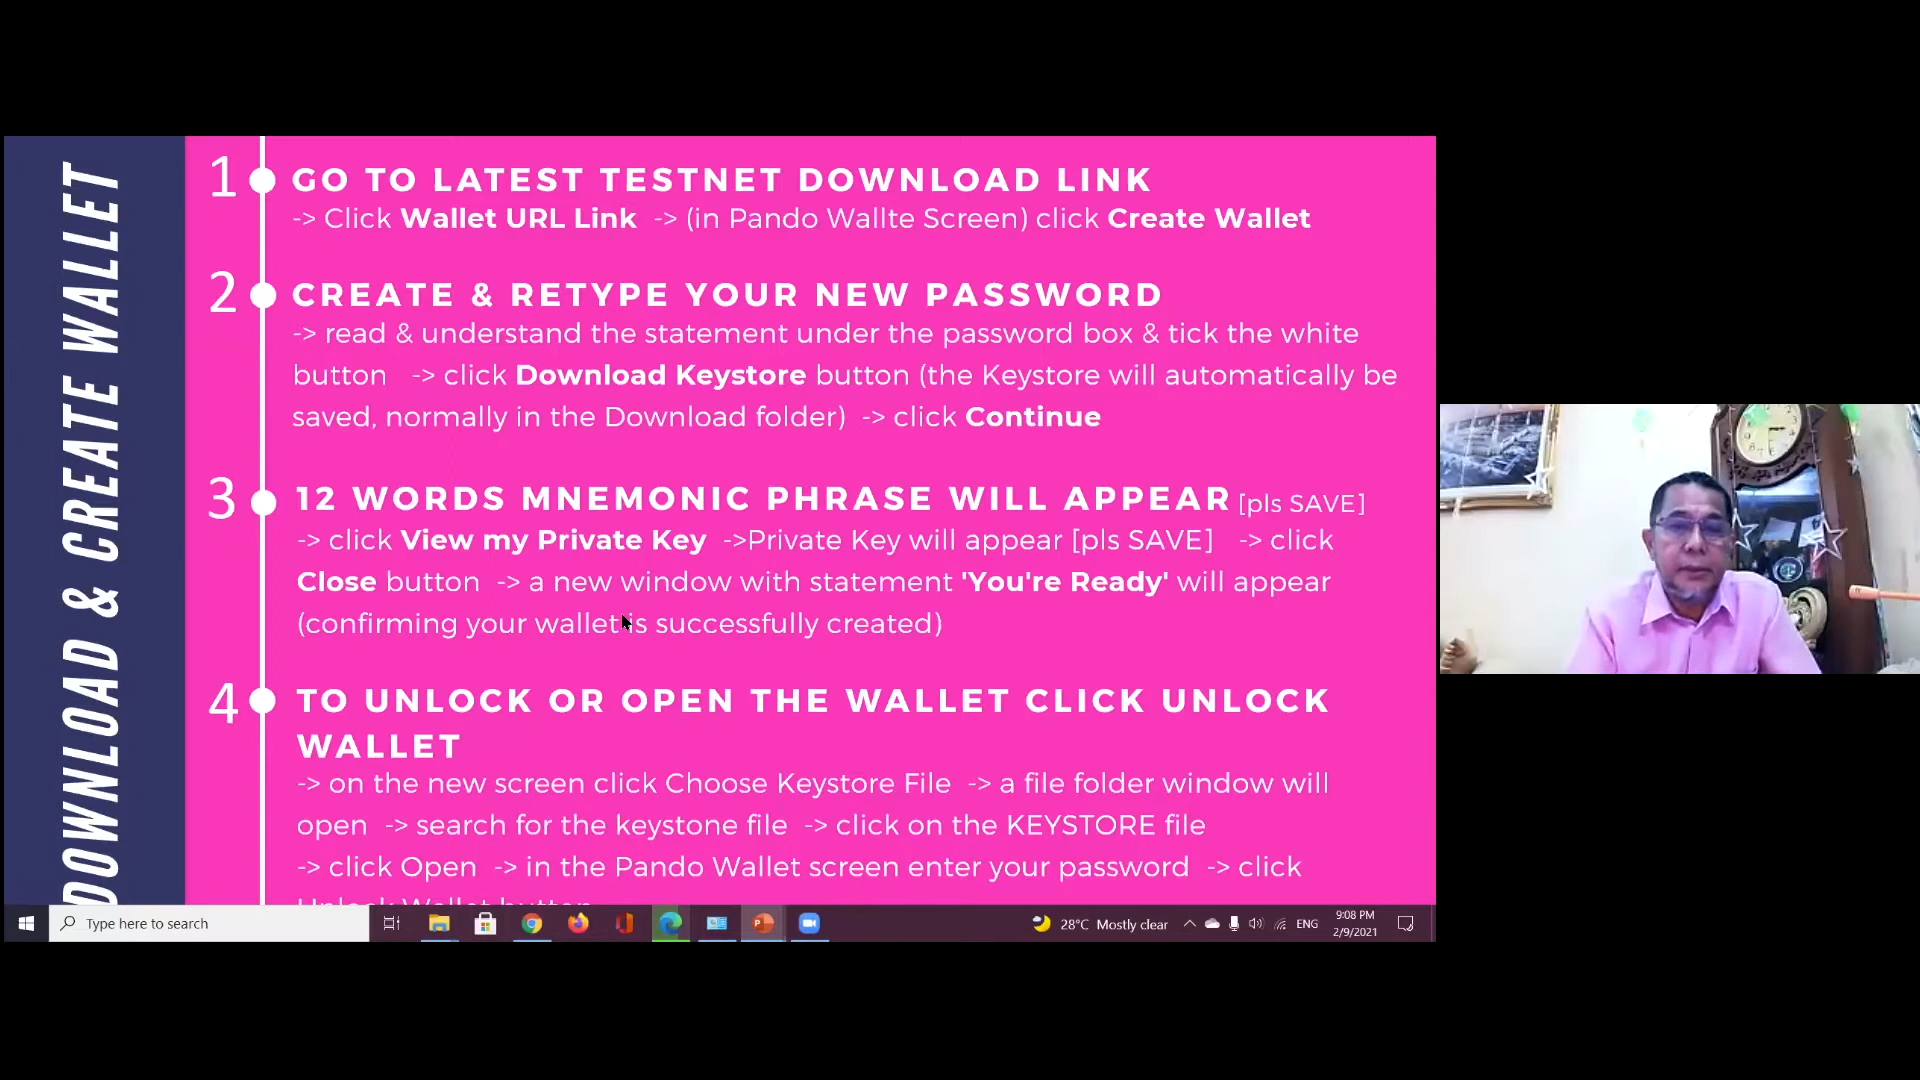 DOWNLOAD & CREATE WALLET
1 GO TO LATEST TESTNET DOWNLOAD LINK
-> Click Wallet URL Link -> (in Pando Wallte Screen) click Create Wallet
2 CREATE & RETYPE YOUR NEW PASSWORD
-> read & understand the statement under the password box & tick the white
button -> click Download Keystore button (the Keystore will automatically be
saved, normally in the Download folder) -> click Continue
3 12 WORDS MNEMONIC PHRASE WILL APPEAR [pls SAVE]
-> click View my Private Key ->Private Key will appear [pls SAVE] -> click
Close button -> a new window with statement 'You're Ready' will appear
(confirming your wallet is successfully created)
4 TO UNLOCK OR OPEN THE WALLET CLICK UNLOCK
WALLET
-> on the new screen click Choose Keystore File -> a file folder window will
open -> search for the keystone file -> click on the KEYSTORE file
-> click Open -> in the Pando Wallet screen enter your password -> click
Unlock Wallet button
Type here to search
28°C Mostly clear
ENG
9:08 PM
2/9/2021